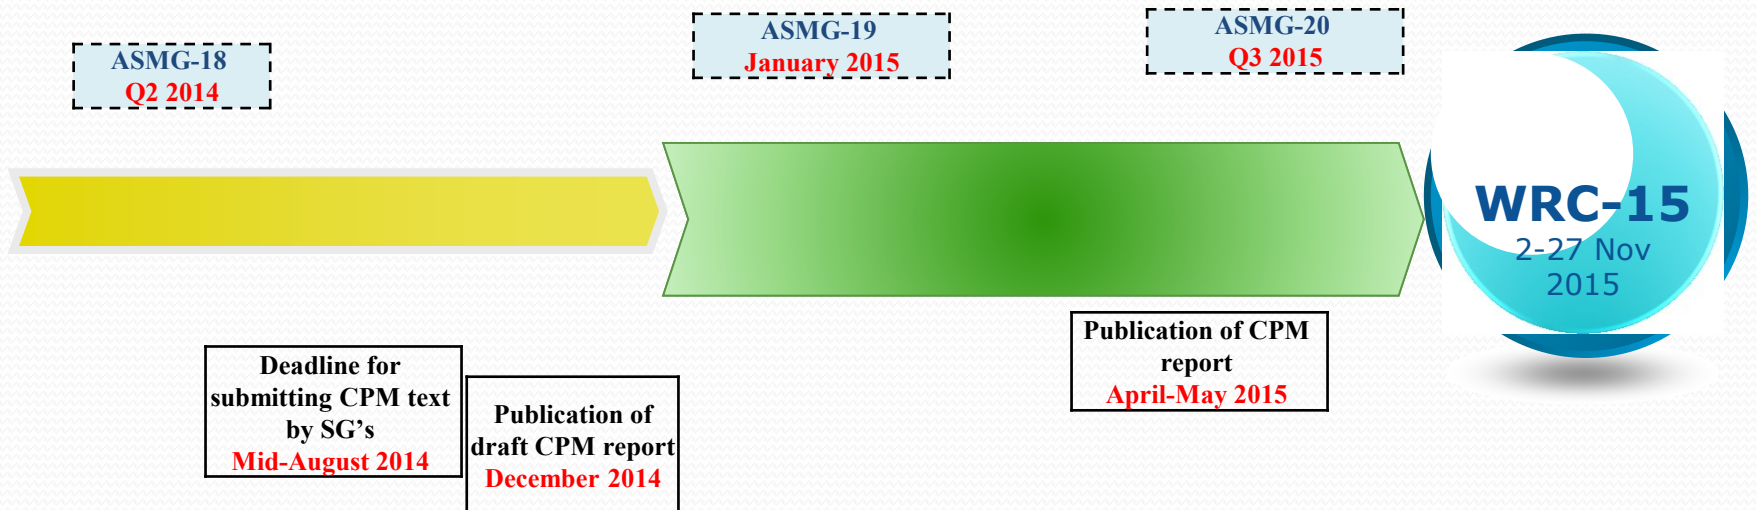 ASMG-18
Q2 2014
ASMG-19
January 2015
ASMG-20
Q3 2015
WRC-15
2-27 Nov
2015
Deadline for
submitting CPM text
by SG’s
Mid-August 2014
Publication of
draft CPM report
December 2014
Publication of CPM
report
April-May 2015